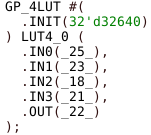 GP_4LUT #(
  .INIT(32'd32640)
) LUT4_0 (
  .IN0(_25_),
  .IN1(_23_),
  .IN2(_18_),
  .IN3(_21_),
  .OUT(_22_)
);